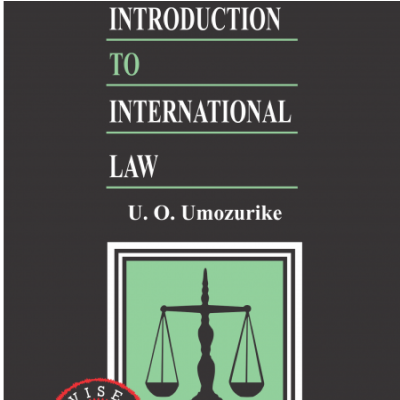 INTRODUCTION
TO
INTERNATIONAL
LAW
U. O. Umozurike